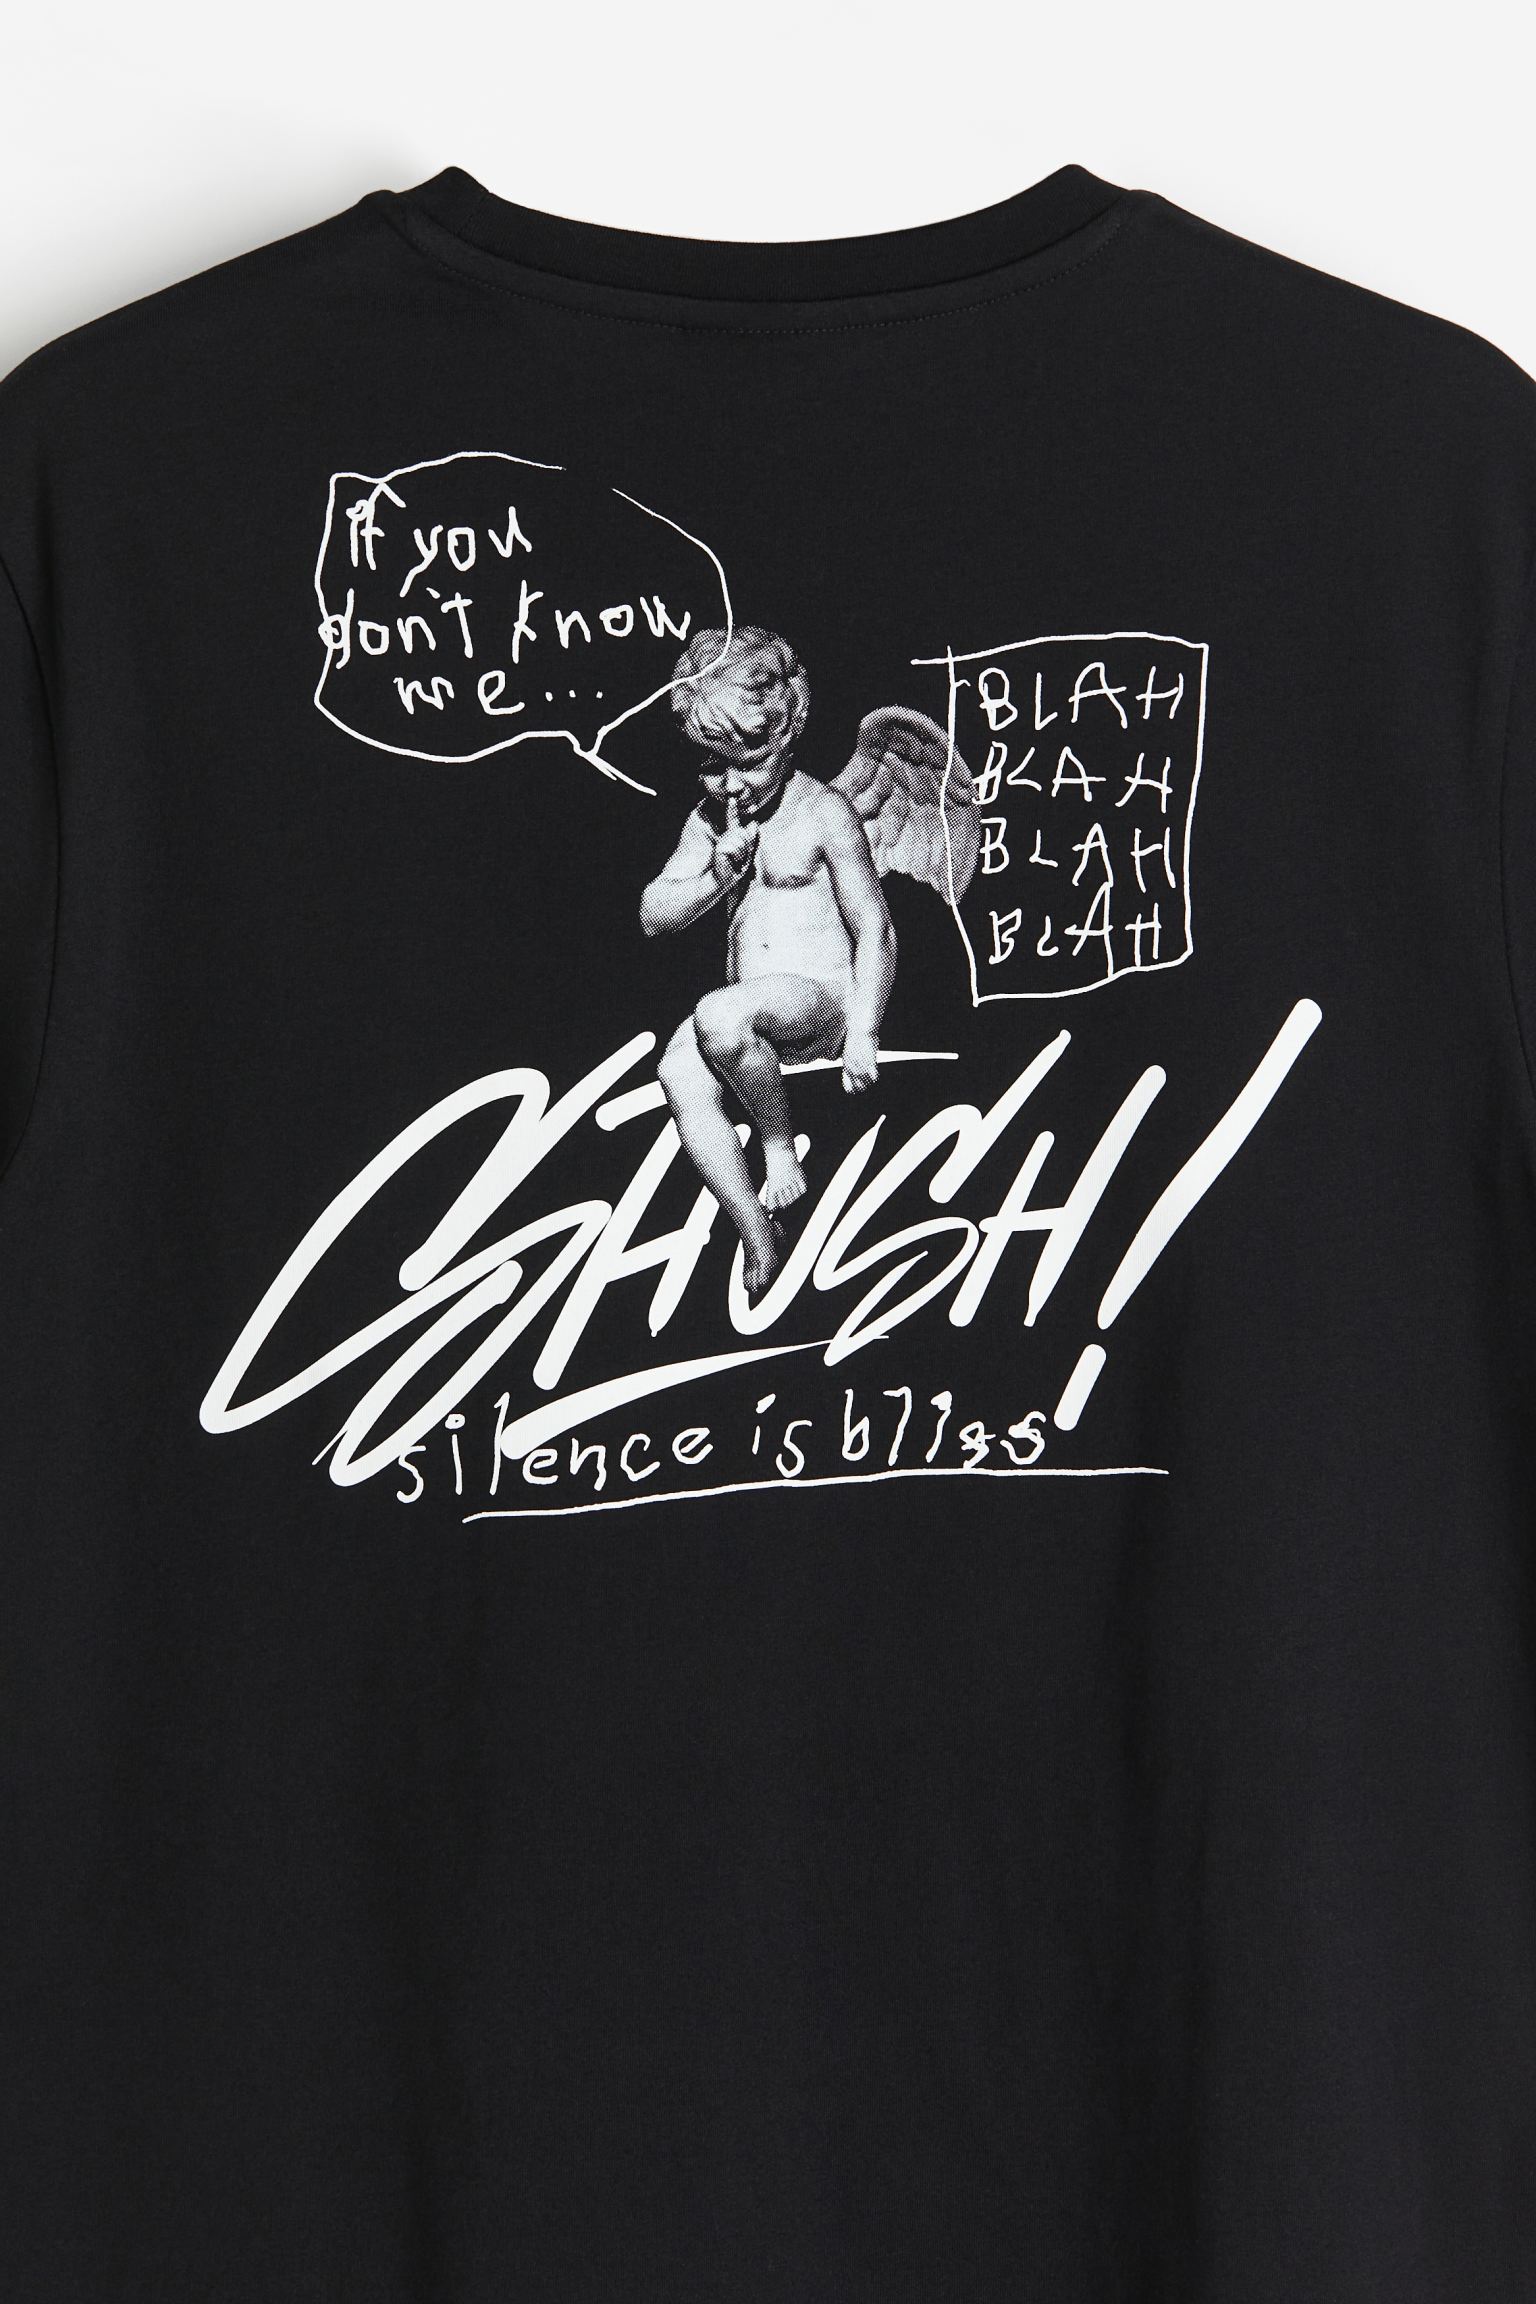 if you
don't know
me...
BLAH
BLAH
BLAH
BLAH
SHUSH!
silence is bliss